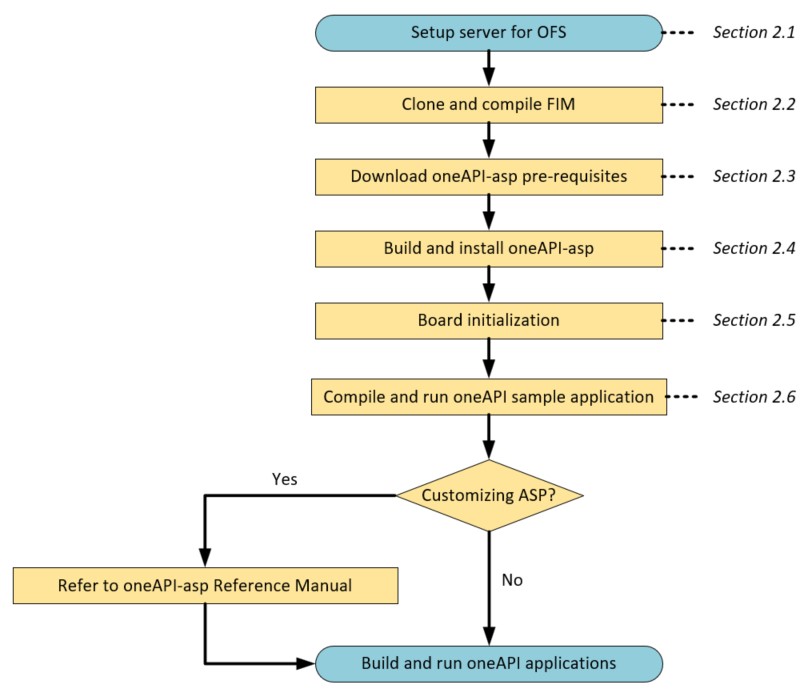 Setup server for OFS
Section 2.1
Clone and compile FIM
Section 2.2
Download oneAPI-asp pre-requisites
Section 2.3
Build and install oneAPI-asp
Section 2.4
Board initialization
Section 2.5
Compile and run oneAPI sample application
Section 2.6
Customizing ASP?
Yes
Refer to oneAPI-asp Reference Manual
No
Build and run oneAPI applications